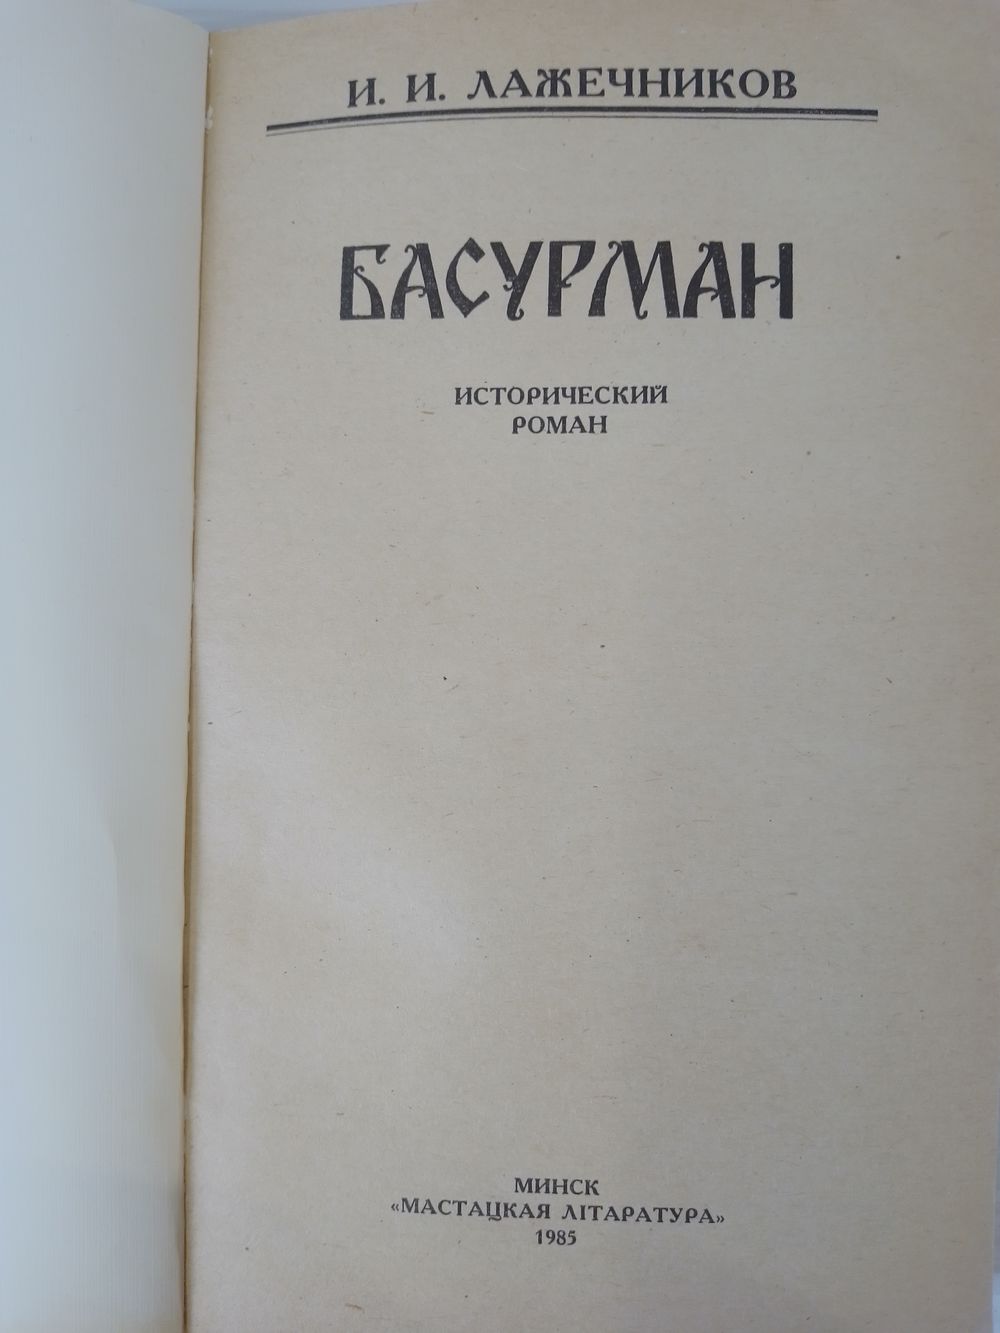 И. И. ЛАЖЕЧНИКОВ
БАСУРМАН
ИСТОРИЧЕСКИЙ
РОМАН
МИНСК
«МАСТАЦКАЯ ЛІТАРАТУРА»
1985